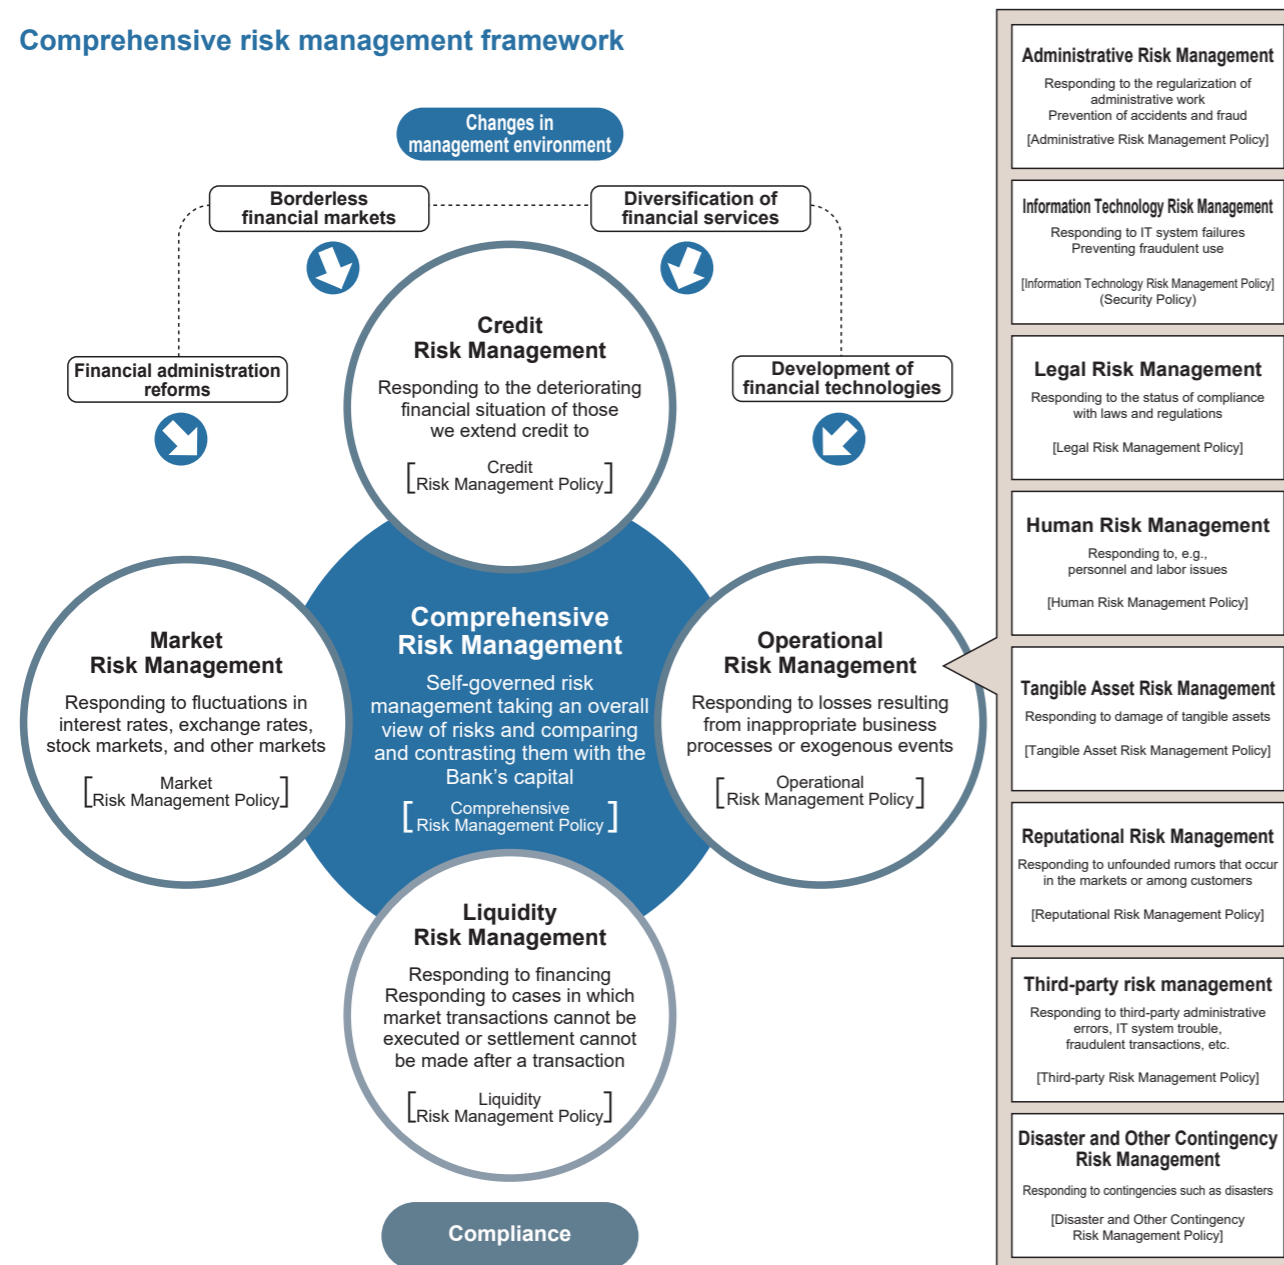 Comprehensive risk management framework
Changes in
management environment
Borderless
financial markets
Diversification of
financial services
Financial administration
reforms
Development of
financial technologies
Credit
Risk Management
Responding to the deteriorating
financial situation of those
we extend credit to
[Credit
Risk Management Policy]
Market
Risk Management
Responding to fluctuations in
interest rates, exchange rates,
stock markets, and other markets
[Market
Risk Management Policy]
Comprehensive
Risk Management
Self-governed risk
management taking an overall
view of risks and comparing
and contrasting them with the
Bank’s capital
[Comprehensive
Risk Management Policy]
Operational
Risk Management
Responding to losses resulting
from inappropriate business
processes or exogenous events
[Operational
Risk Management Policy]
Liquidity
Risk Management
Responding to financing
Responding to cases in which
market transactions cannot be
executed or settlement cannot
be made after a transaction
[Liquidity
Risk Management Policy]
Compliance
Administrative Risk Management
Responding to the regularization of
administrative work
Prevention of accidents and fraud
[Administrative Risk Management Policy]
Information Technology Risk Management
Responding to IT system failures
Preventing fraudulent use
[Information Technology Risk Management Policy]
(Security Policy)
Legal Risk Management
Responding to the status of compliance
with laws and regulations
[Legal Risk Management Policy]
Human Risk Management
Responding to, e.g.,
personnel and labor issues
[Human Risk Management Policy]
Tangible Asset Risk Management
Responding to damage of tangible assets
[Tangible Asset Risk Management Policy]
Reputational Risk Management
Responding to unfounded rumors that occur
in the markets or among customers
[Reputational Risk Management Policy]
Third-party risk management
Responding to third-party administrative
errors, IT system trouble,
fraudulent transactions, etc.
[Third-party Risk Management Policy]
Disaster and Other Contingency
Risk Management
Responding to contingencies such as disasters
[Disaster and Other Contingency
Risk Management Policy]